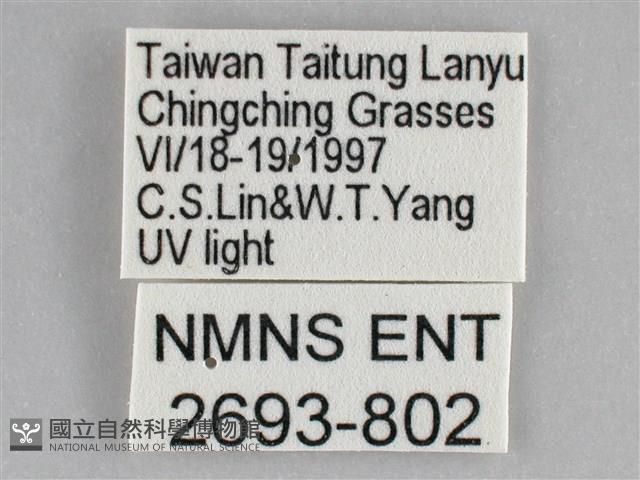 Taiwan Taitung Lanyu
Chingching Grasses
VI/18-19/1997
C.S.Lin&W.T.Yang
UV light
NMNS ENT
2693-802
國立自然科學博物館
NATIONAL MUSEUM OF NATURAL SCIENCE